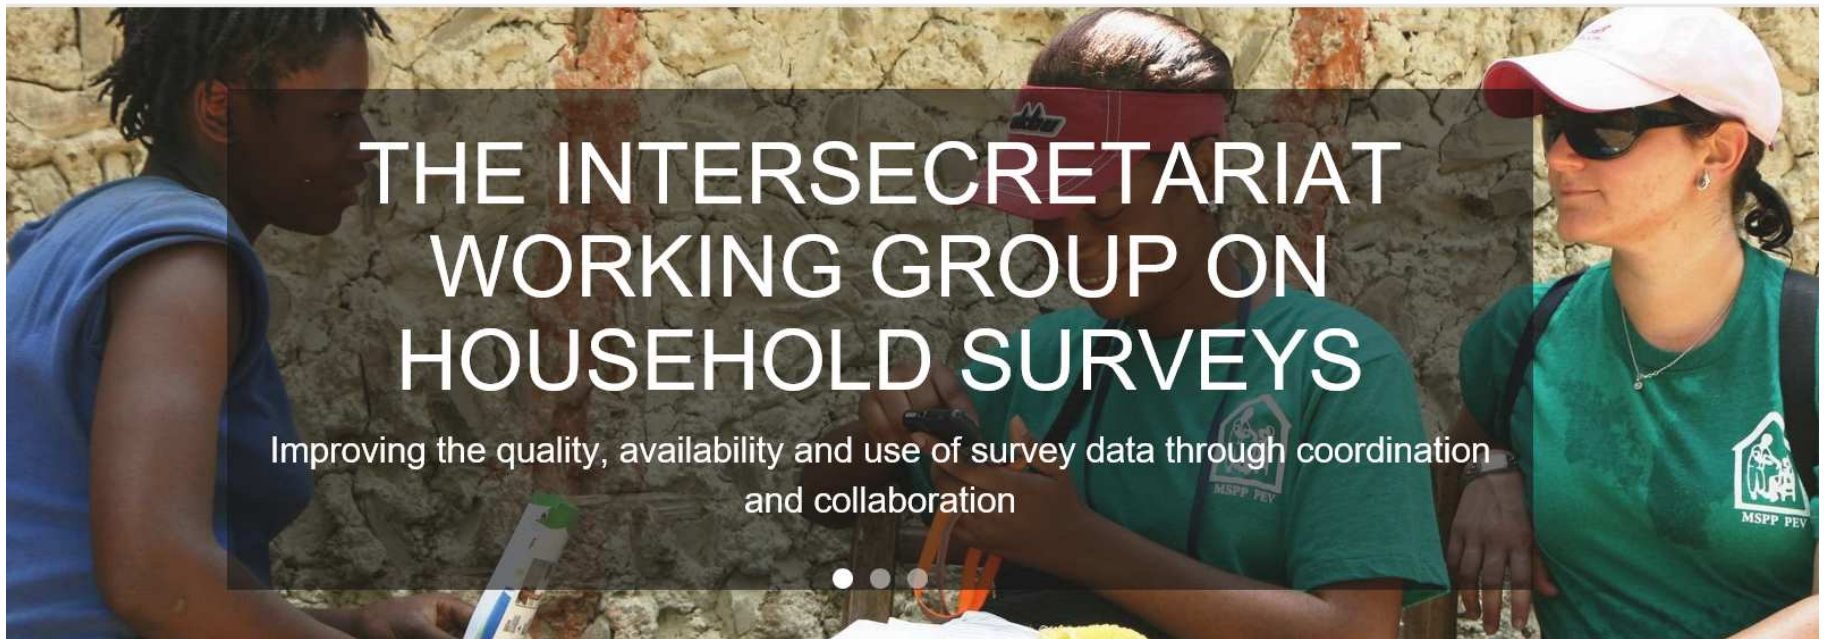 THE INTERSECRETARIAT
WORKING GROUP ON
HOUSEHOLD SURVEYS
Improving the quality, availability and use of survey data through coordination
and collaboration
MSPP PEV
MSPP PEV